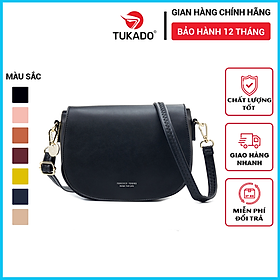 TUKADO
GIAN HÀNG CHÍNH HÃNG
BẢO HÀNH 12 THÁNG
MÀU SẮC
CHẤT LƯỢNG
TỐT
GIAO HÀNG
NHANH
MIỄN PHÍ
ĐỔI TRẢ